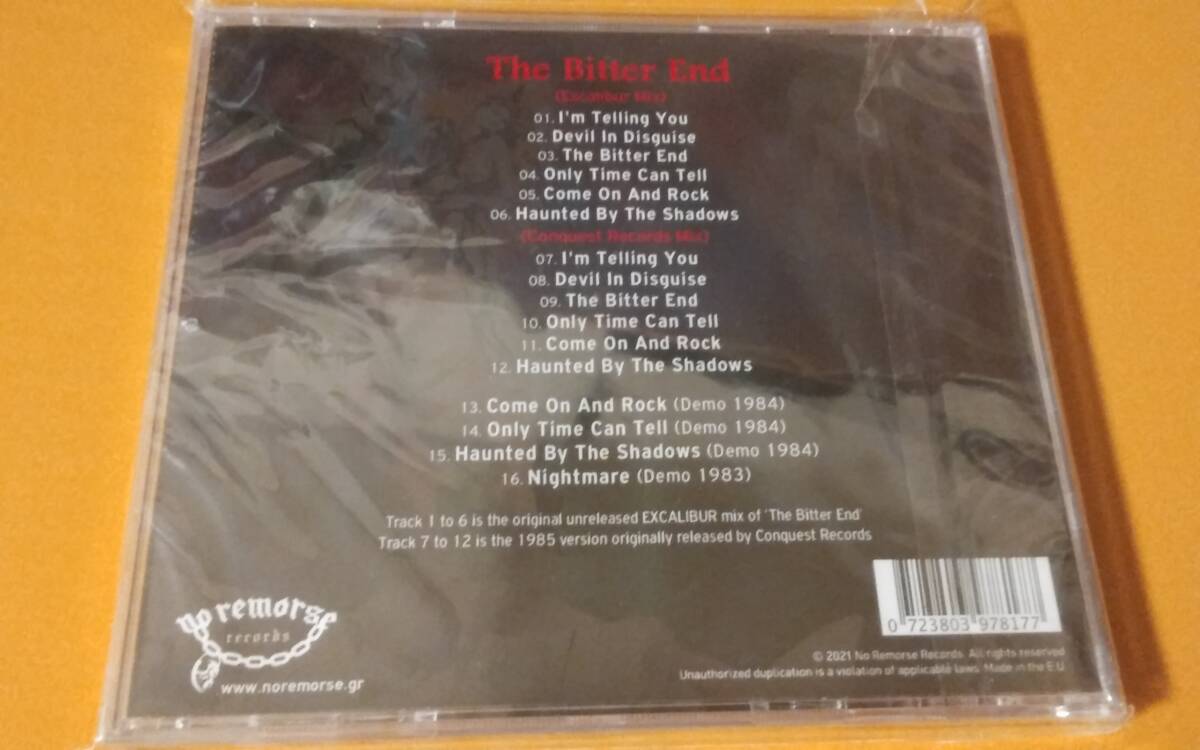 The Bitter End
(Excalibur Mix)
01. I'm Telling You
02. Devil In Disguise
03. The Bitter End
04. Only Time Can Tell
05. Come On And Rock
06. Haunted By The Shadows
(Conquest Records Mix)
07. I'm Telling You
08. Devil In Disguise
09. The Bitter End
10. Only Time Can Tell
11. Come On And Rock
12. Haunted By The Shadows
13. Come On And Rock (Demo 1984)
14. Only Time Can Tell (Demo 1984)
15. Haunted By The Shadows (Demo 1984)
16. Nightmare (Demo 1983)
Track 1 to 6 is the original unreleased EXCALIBUR mix of 'The Bitter End'
Track 7 to 12 is the 1985 version originally released by Conquest Records
no remorse
records
www.noremorse.gr
0 723803 978177
© 2021 No Remorse Records. All rights reserved
Unauthorized duplication is a violation of applicable laws. Made in the E.U.